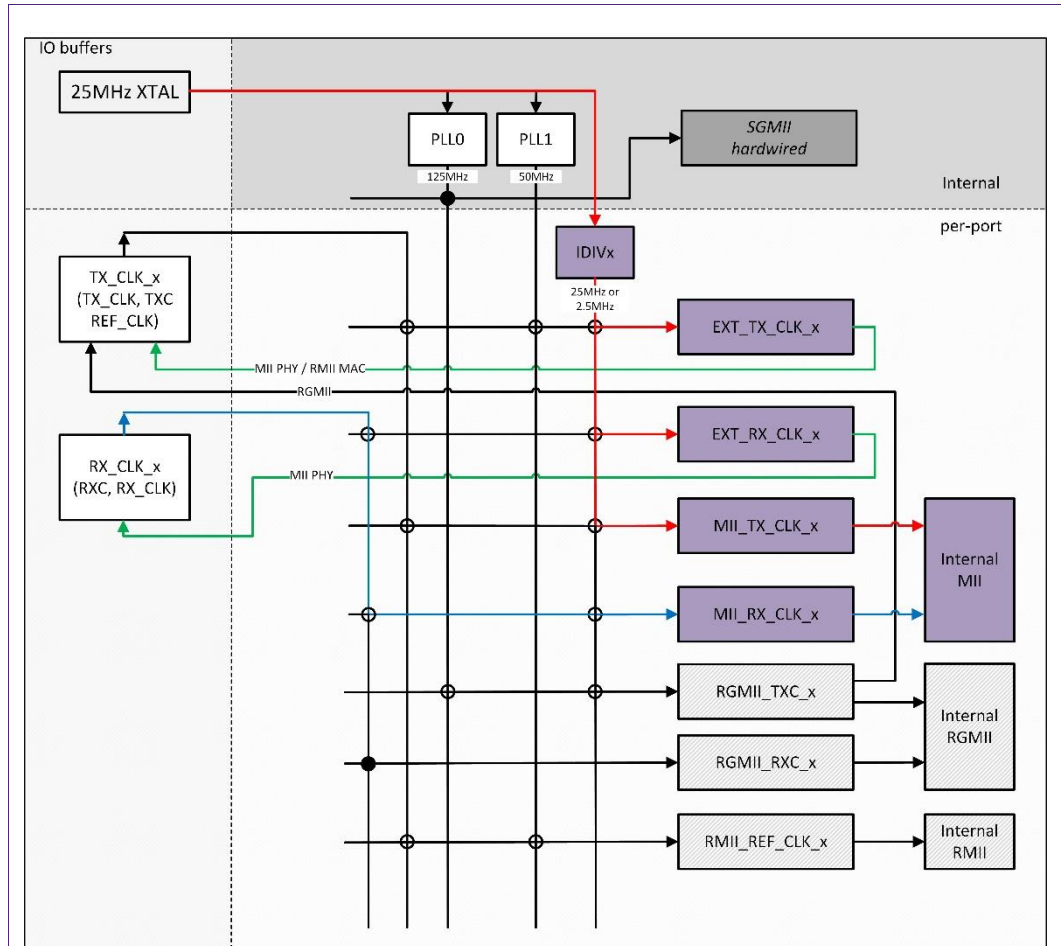 IO buffers
25MHz XTAL
PLL0
PLL1
SGMII
hardwired
125MHz
50MHz
Internal
per-port
IDIVx
TX_CLK_x
(TX_CLK, TXC
REF_CLK)
25MHz or
2.5MHz
EXT_TX_CLK_x
MII PHY / RMII MAC
RGMII
EXT_RX_CLK_x
RX_CLK_x
(RXC, RX_CLK)
MII PHY
MII_TX_CLK_x
Internal
MII
MII_RX_CLK_x
RGMII_TXC_x
Internal
RGMII
RGMII_RXC_x
RMII_REF_CLK_x
Internal
RMII